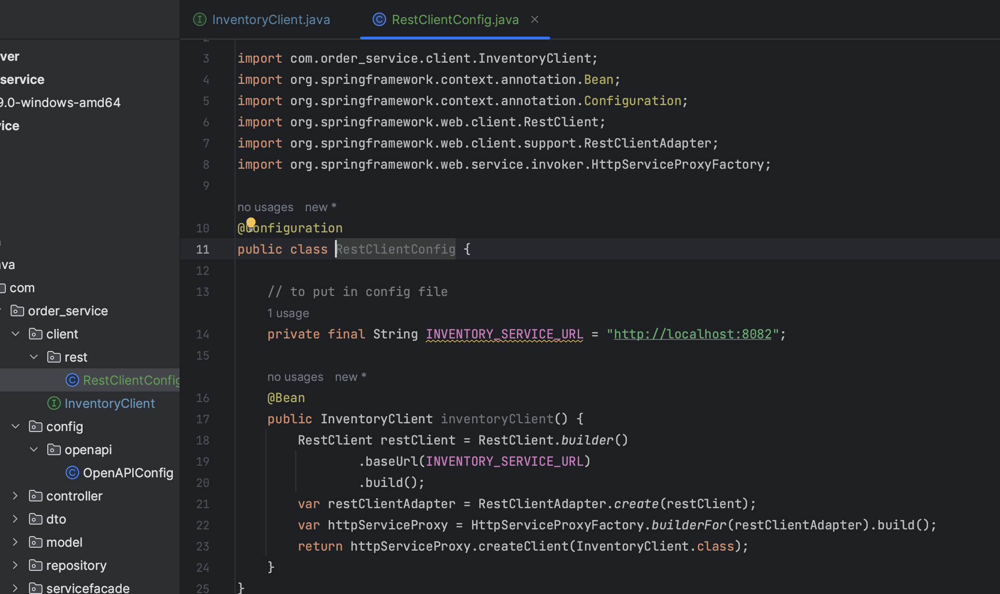 InventoryClient.java
RestClientConfig.java
ver
service
9.0-windows-amd64
vice
va
com
order_service
client
rest
RestClientConfig
InventoryClient
config
openapi
OpenAPIConfig
controller
dto
model
repository
servicefacade
3 import com.order_service.client.InventoryClient;
4 import org.springframework.context.annotation.Bean;
5 import org.springframework.context.annotation.Configuration;
6 import org.springframework.web.client.RestClient;
7 import org.springframework.web.client.support.RestClientAdapter;
8 import org.springframework.web.service.invoker.HttpServiceProxyFactory;
9
no usages new *
10 @Configuration
11 public class RestClientConfig {
12
13 // to put in config file
1 usage
14 private final String INVENTORY_SERVICE_URL = "http://localhost:8082";
15
no usages new *
16 @Bean
17 public InventoryClient inventoryClient() {
18 RestClient restClient = RestClient.builder()
19 .baseUrl(INVENTORY_SERVICE_URL)
20 .build();
21 var restClientAdapter = RestClientAdapter.create(restClient);
22 var httpServiceProxy = HttpServiceProxyFactory.builderFor(restClientAdapter).build();
23 return httpServiceProxy.createClient(InventoryClient.class);
24 }
25 }